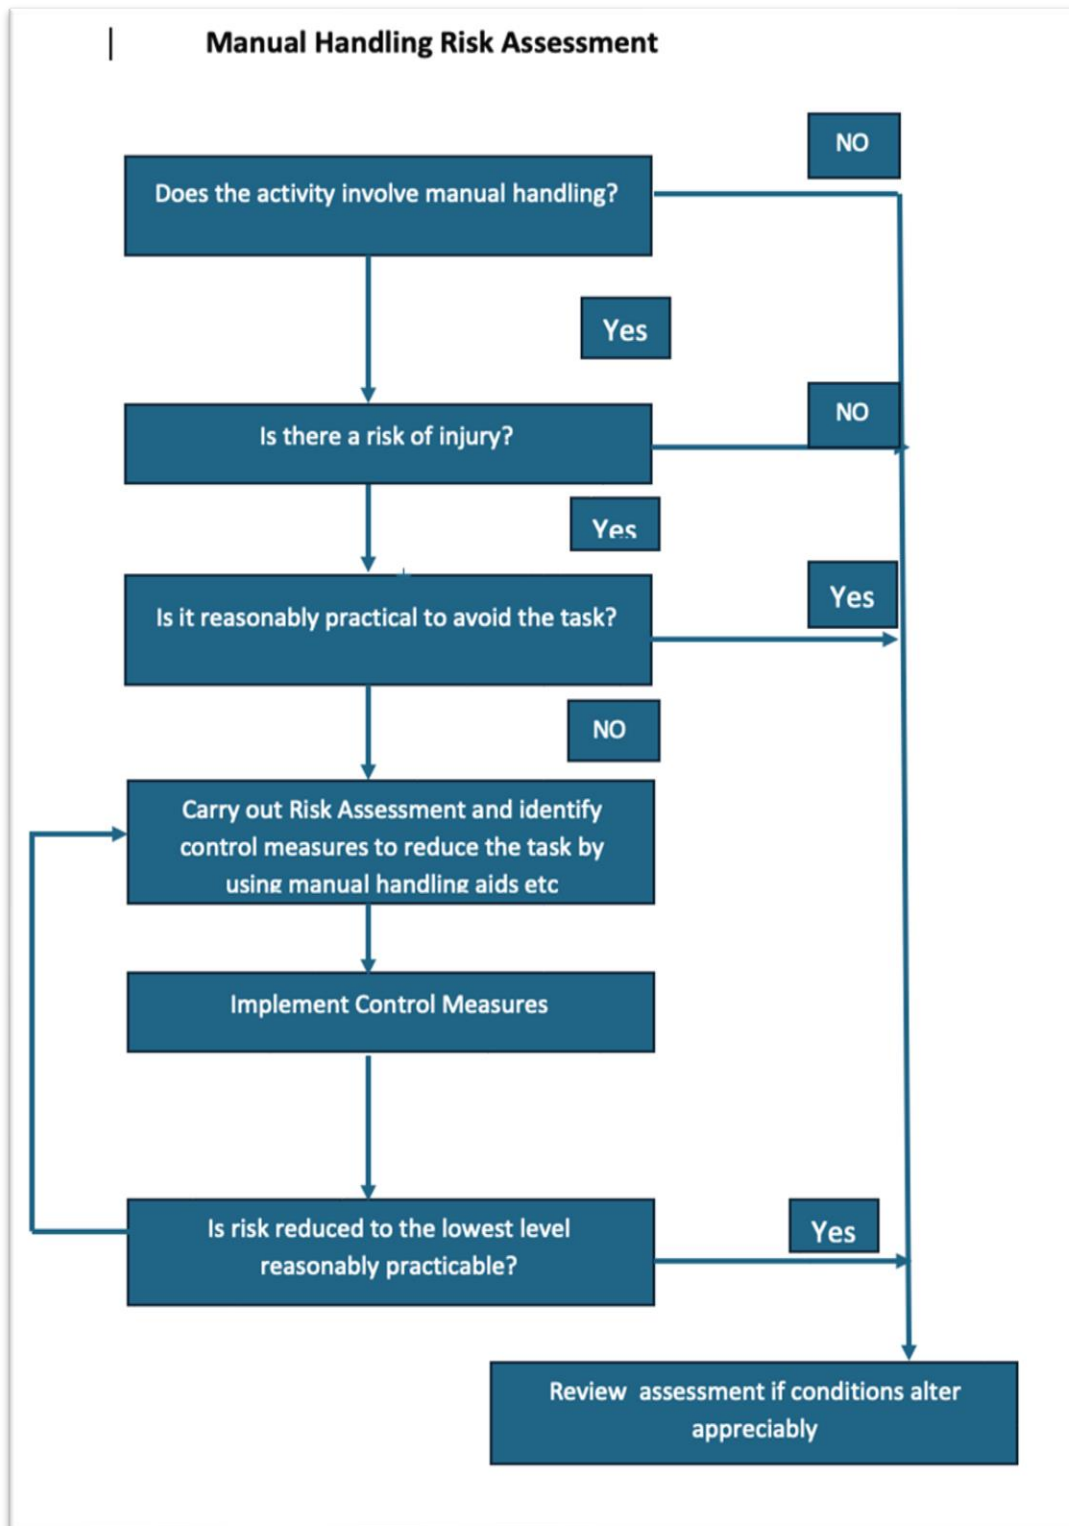 Manual Handling Risk Assessment
NO
Does the activity involve manual handling?
Yes
NO
Is there a risk of injury?
Yes
Yes
Is it reasonably practical to avoid the task?
NO
Carry out Risk Assessment and identify
control measures to reduce the task by
using manual handling aids etc
Implement Control Measures
Is risk reduced to the lowest level
reasonably practicable?
Yes
Review  assessment if conditions alter
appreciably